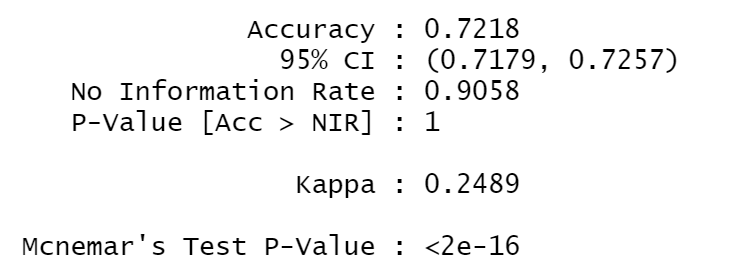 Accuracy : 0.7218
95% CI : (0.7179, 0.7257)
No Information Rate : 0.9058
P-Value [Acc > NIR] : 1
Kappa : 0.2489
Mcnemar's Test P-Value : <2e-16